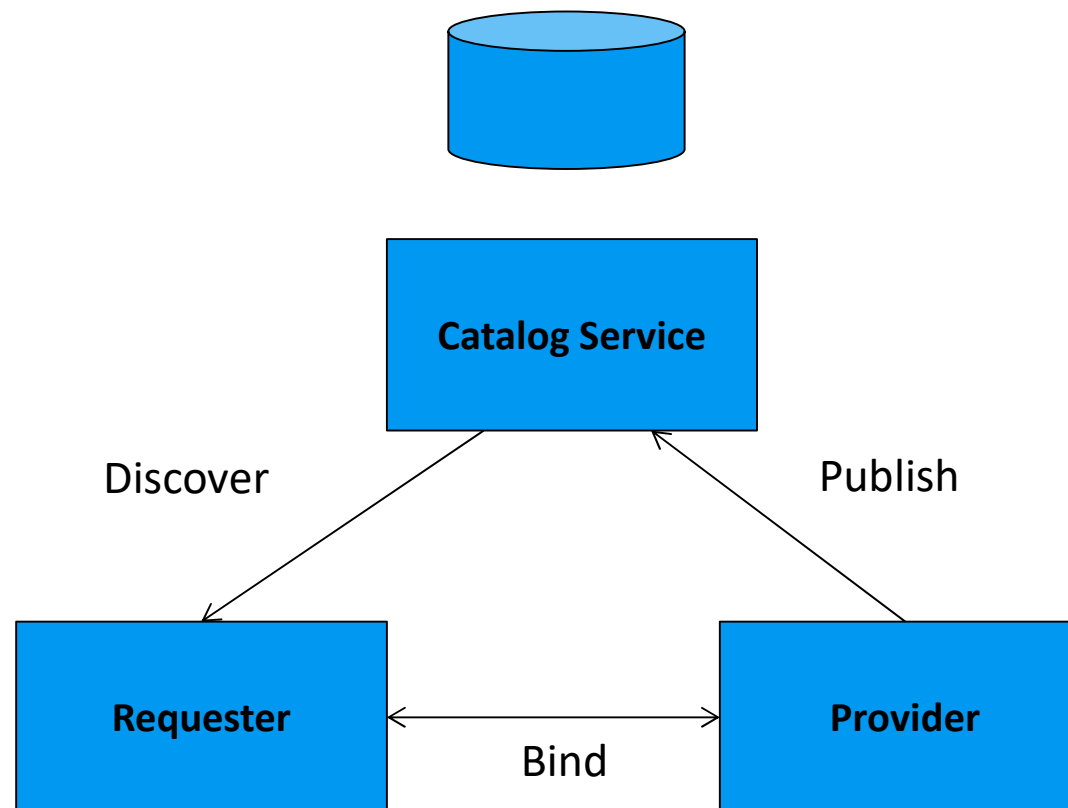 Catalog Service
Discover
Publish
Requester
Provider
Bind